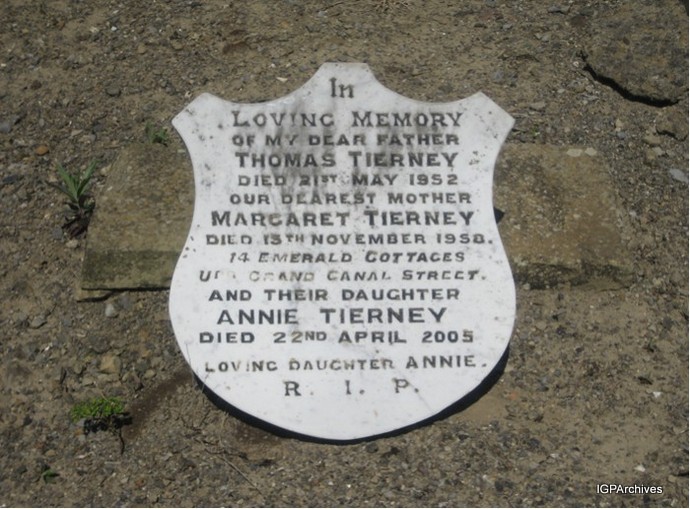 In
LOVING MEMORY
OF MY DEAR FATHER
THOMAS TIERNEY
DIED 21ST MAY 1952
OUR DEAREST MOTHER
MARGARET TIERNEY
DIED 13TH NOVEMBER 1958.
14 EMERALD COTTAGES
GRAND CANAL STREET.
AND THEIR DAUGHTER
ANNIE TIERNEY
DIED 22ND APRIL 2005
LOVING DAUGHTER ANNIE.
R. I. P.
IGPArchives